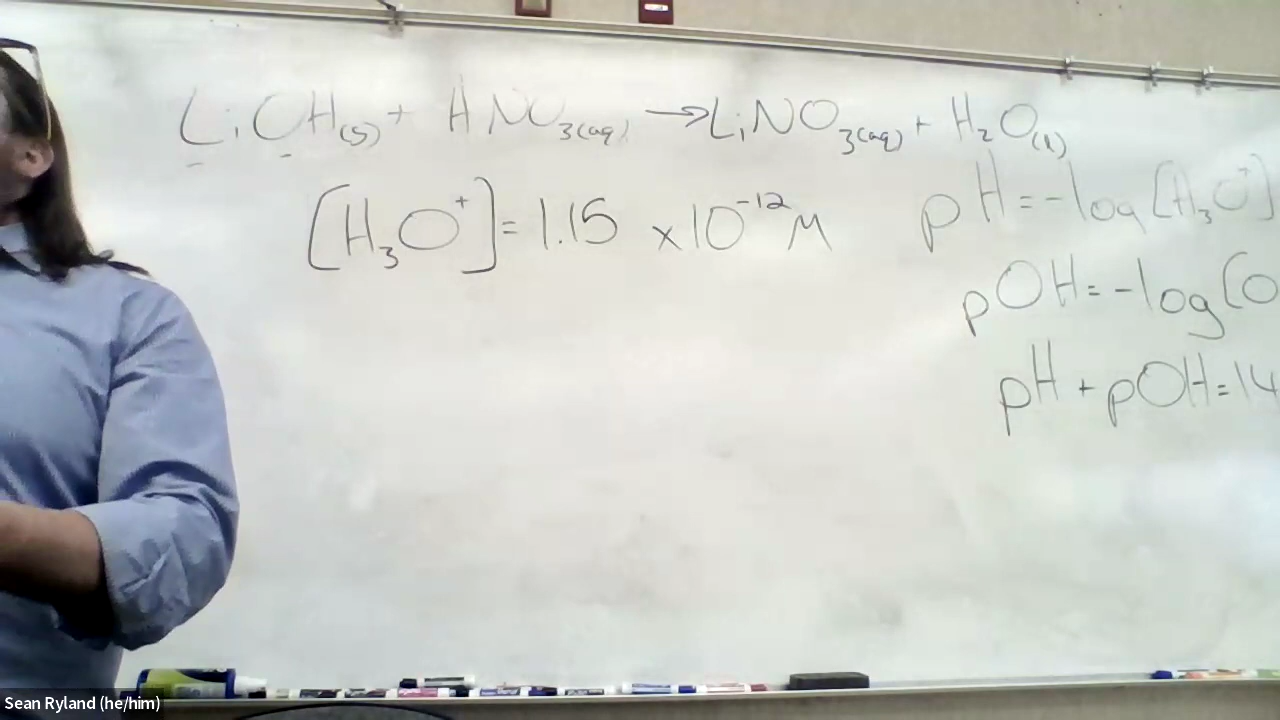 LiOH(s) + HNO3(aq) → LiNO3(aq) + H2O(l)
[H3O+] = 1.15 x10-12 M
pH = -log[H3O+]
pOH = -log[O
pH + pOH = 14
Sean Ryland (he/him)